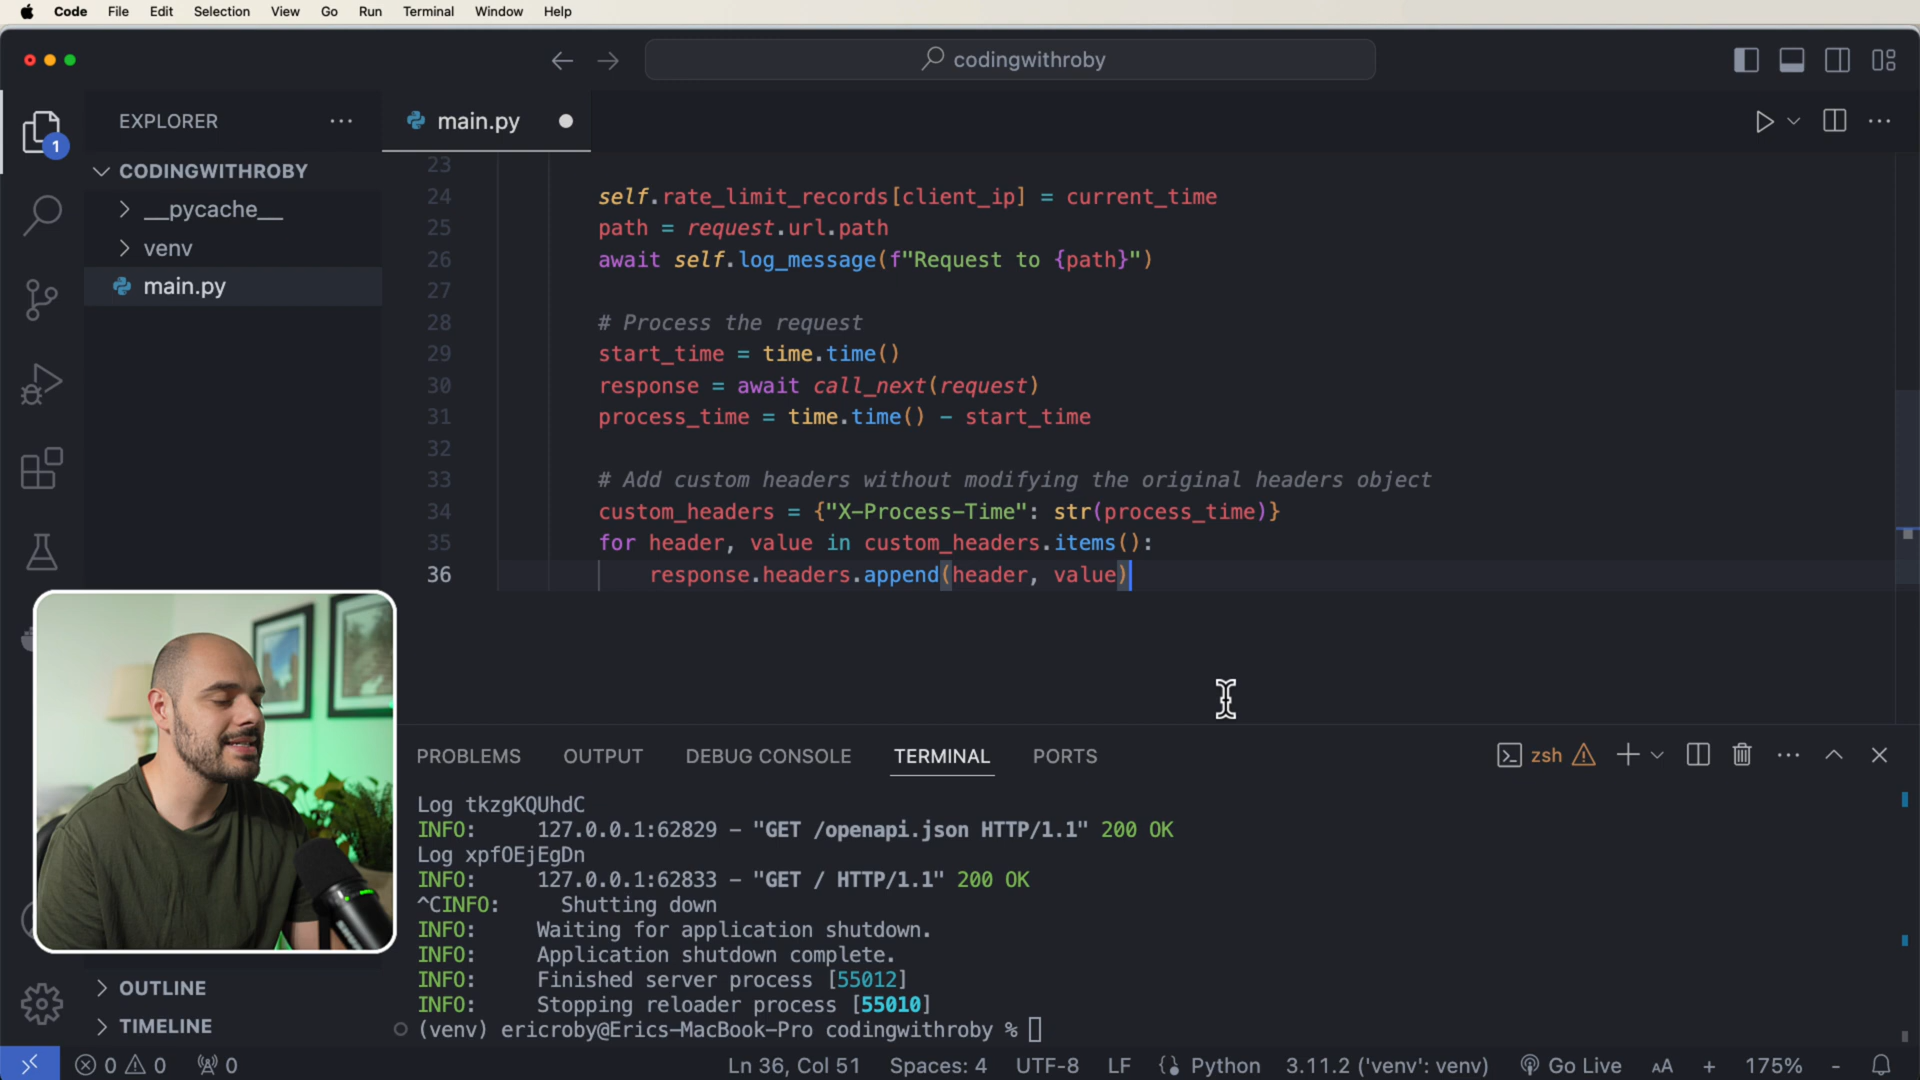 Code File Edit Selection View Go Run Terminal Window Help
codingwithroby
EXPLORER
main.py
1
CODINGWITHROBY
__pycache__
venv
main.py
23
24 self.rate_limit_records[client_ip] = current_time
25 path = request.url.path
26 await self.log_message(f"Request to {path}")
27
28 # Process the request
29 start_time = time.time()
30 response = await call_next(request)
31 process_time = time.time() - start_time
32
33 # Add custom headers without modifying the original headers object
34 custom_headers = {"X-Process-Time": str(process_time)}
35 for header, value in custom_headers.items():
36 response.headers.append(header, value)
PROBLEMS OUTPUT DEBUG CONSOLE TERMINAL PORTS
zsh
Log tkzgKQUhdC
INFO: 127.0.0.1:62829 - "GET /openapi.json HTTP/1.1" 200 OK
Log xpfOEjEgDn
INFO: 127.0.0.1:62833 - "GET / HTTP/1.1" 200 OK
^CINFO: Shutting down
INFO: Waiting for application shutdown.
INFO: Application shutdown complete.
INFO: Finished server process [55012]
INFO: Stopping reloader process [55010]
(venv) ericroby@Erics-MacBook-Pro codingwithroby %
OUTLINE
TIMELINE
0 0 0 Ln 36, Col 51 Spaces: 4 UTF-8 LF Python 3.11.2 ('venv': venv) Go Live AA + 175% -